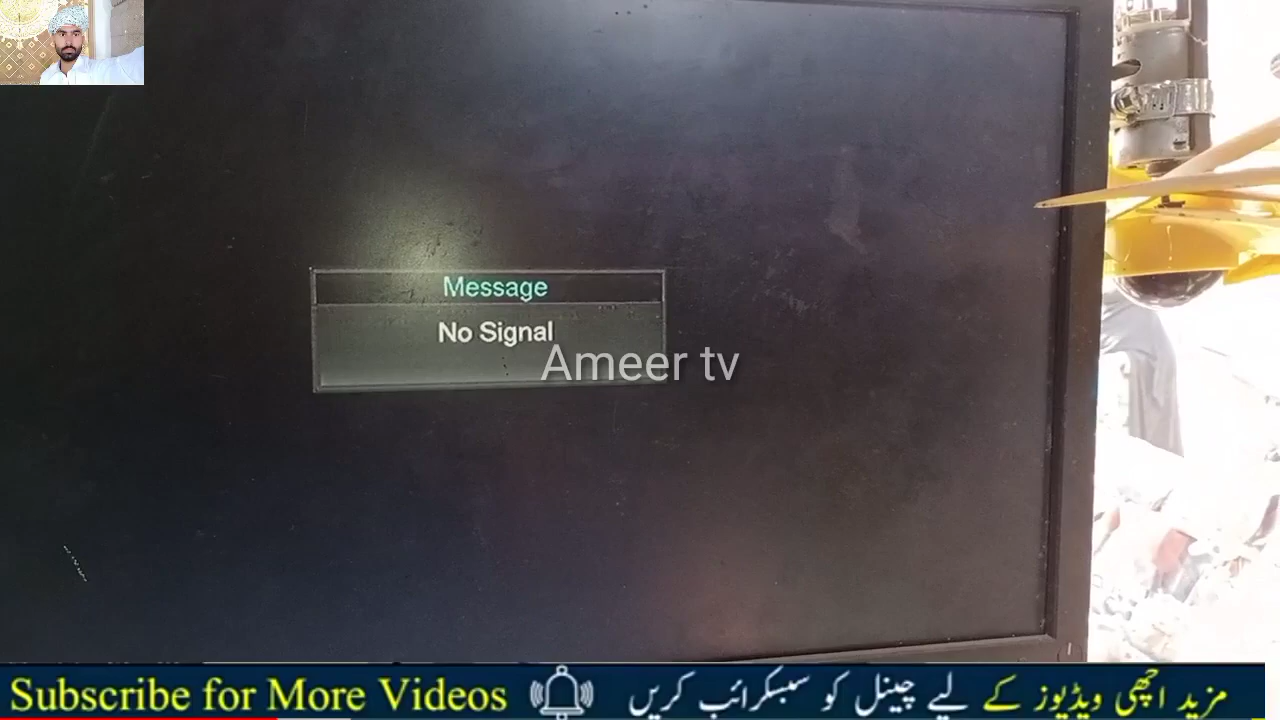 Message
No Signal
Ameer tv
Subscribe for More Videos
مزید اچھی ویڈیوز کے لیے چینل کو سبسکرائب کریں